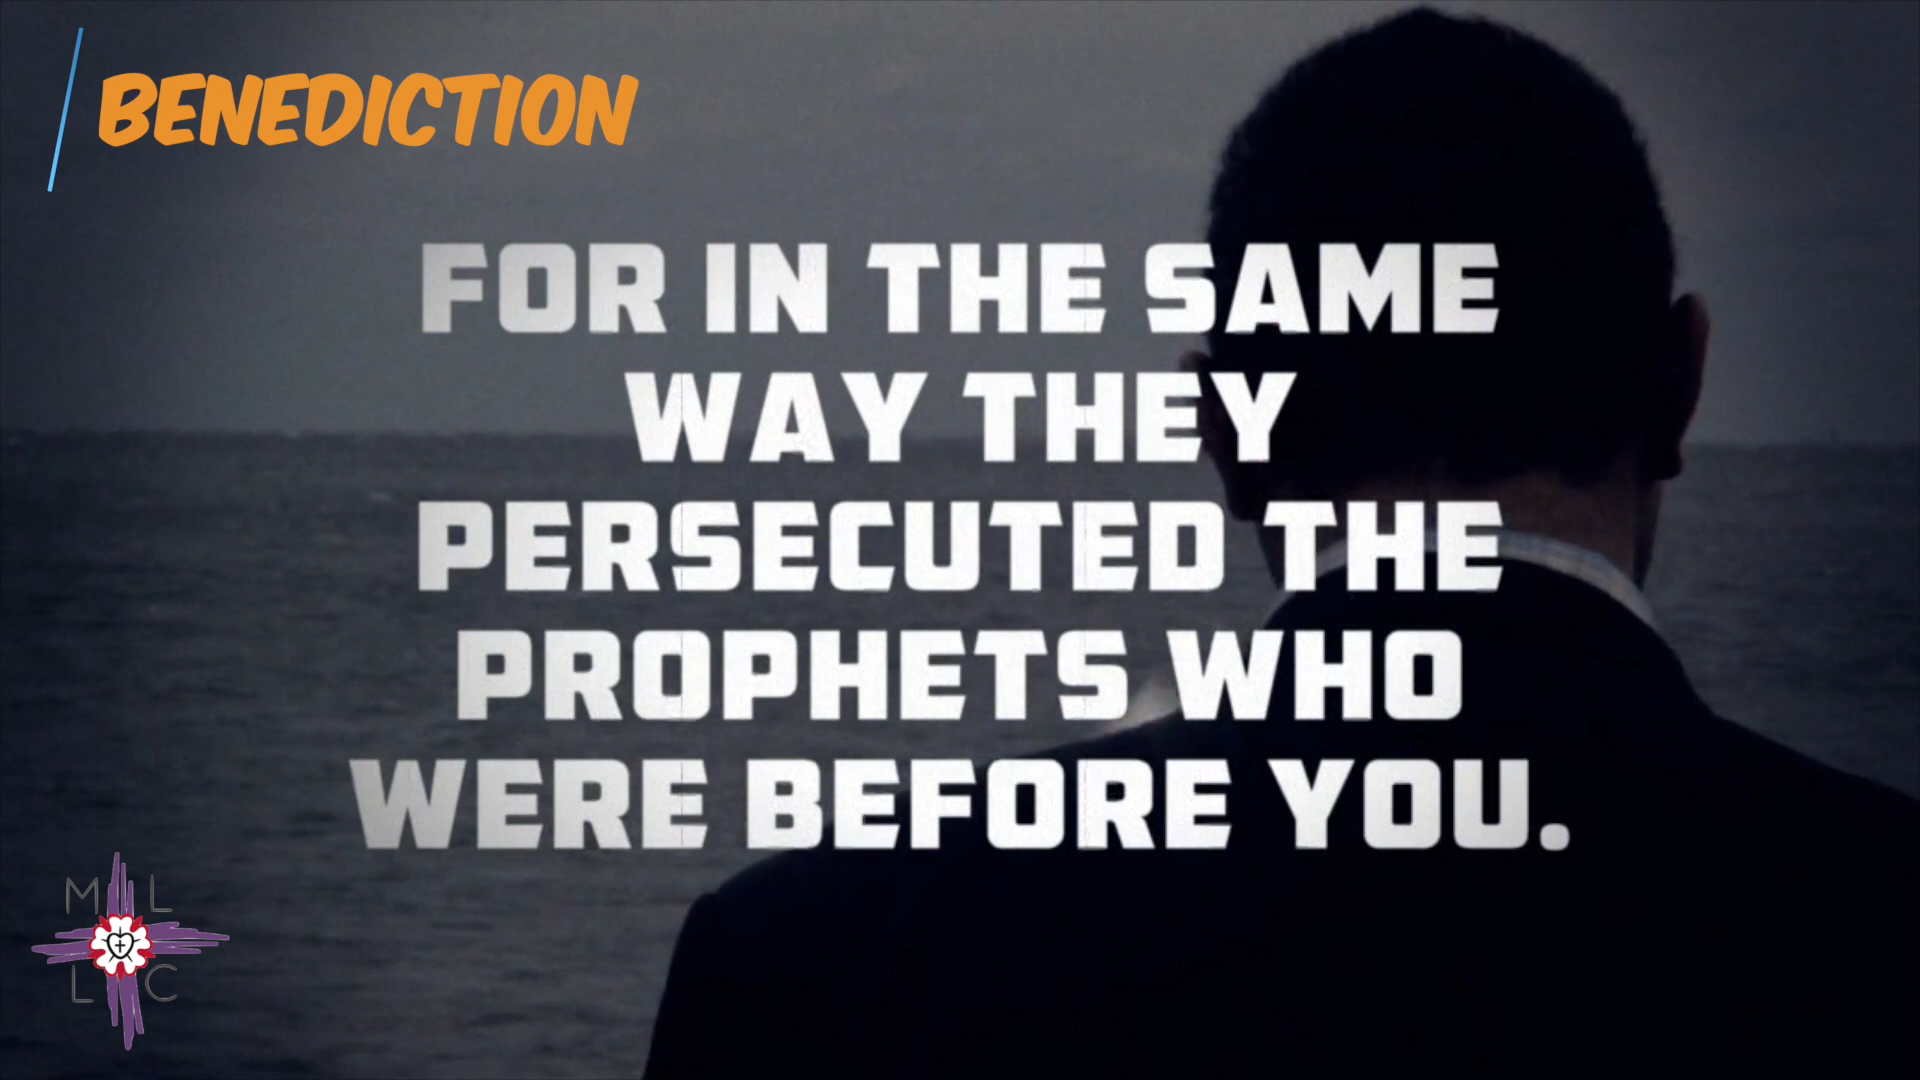 BENEDICTION
FOR IN THE SAME
WAY THEY
PERSECUTED THE
PROPHETS WHO
WERE BEFORE YOU.
M L
L C